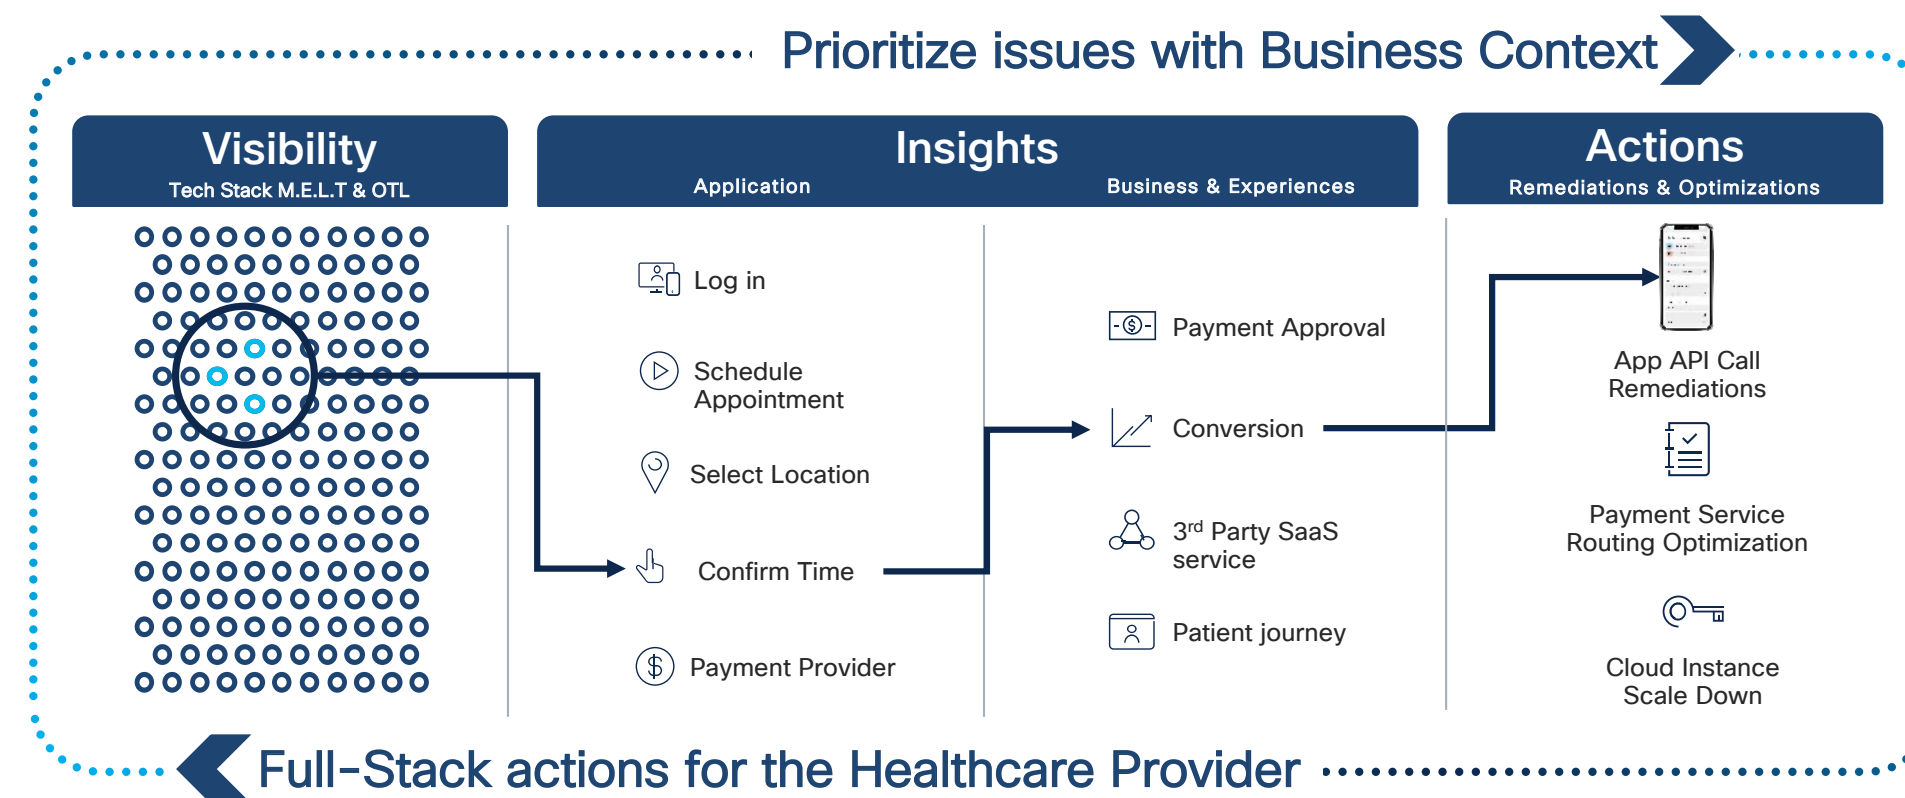 Prioritize issues with Business Context
Visibility
Tech Stack M.E.L.T & OTL
Insights
Application
Business & Experiences
Actions
Remediations & Optimizations
Log in
Schedule
Appointment
Select Location
Confirm Time
Payment Provider
Payment Approval
Conversion
3rd Party SaaS
service
Patient journey
App API Call
Remediations
Payment Service
Routing Optimization
Cloud Instance
Scale Down
Full-Stack actions for the Healthcare Provider